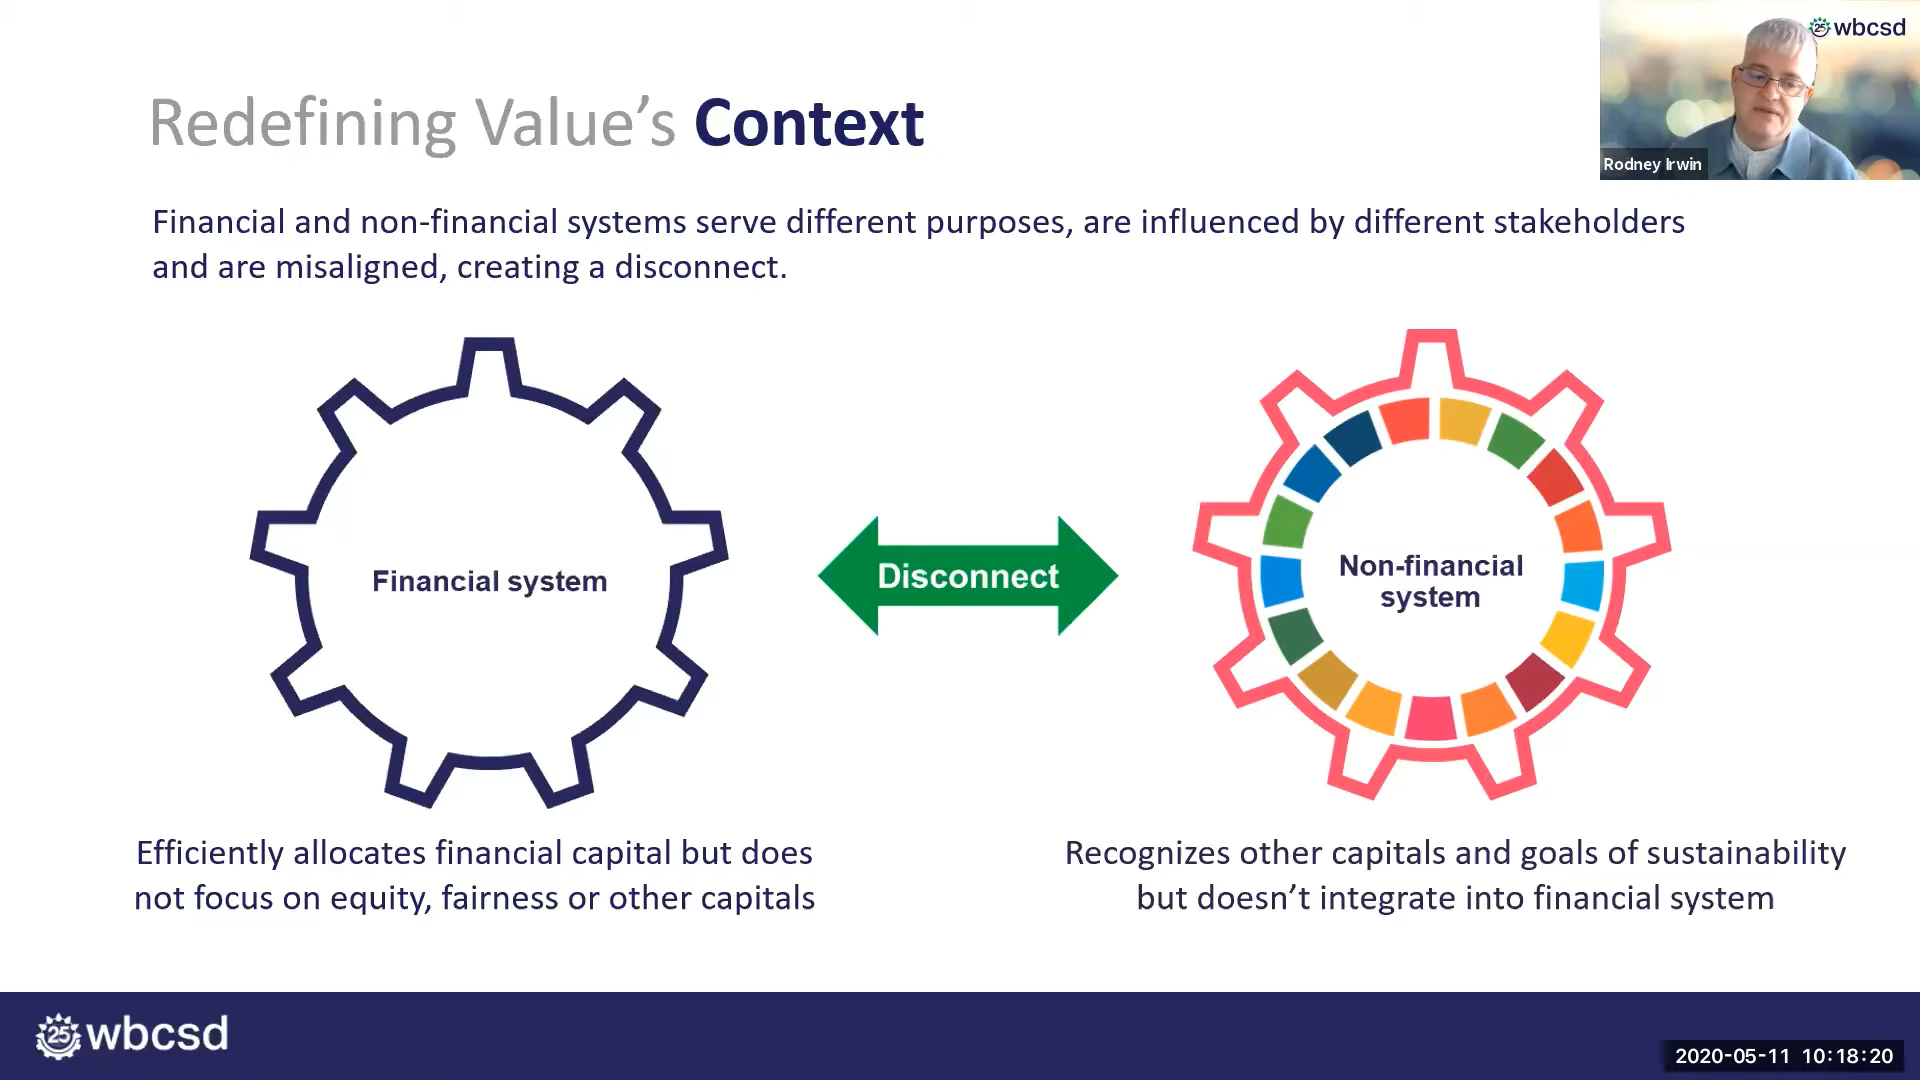 wbcsd
Rodney Irwin
Redefining Value’s Context
Financial and non-financial systems serve different purposes, are influenced by different stakeholders
and are misaligned, creating a disconnect.
Financial system
Disconnect
Non-financial
system
Efficiently allocates financial capital but does
not focus on equity, fairness or other capitals
Recognizes other capitals and goals of sustainability
but doesn’t integrate into financial system
25 wbcsd
2020-05-11 10:18:20